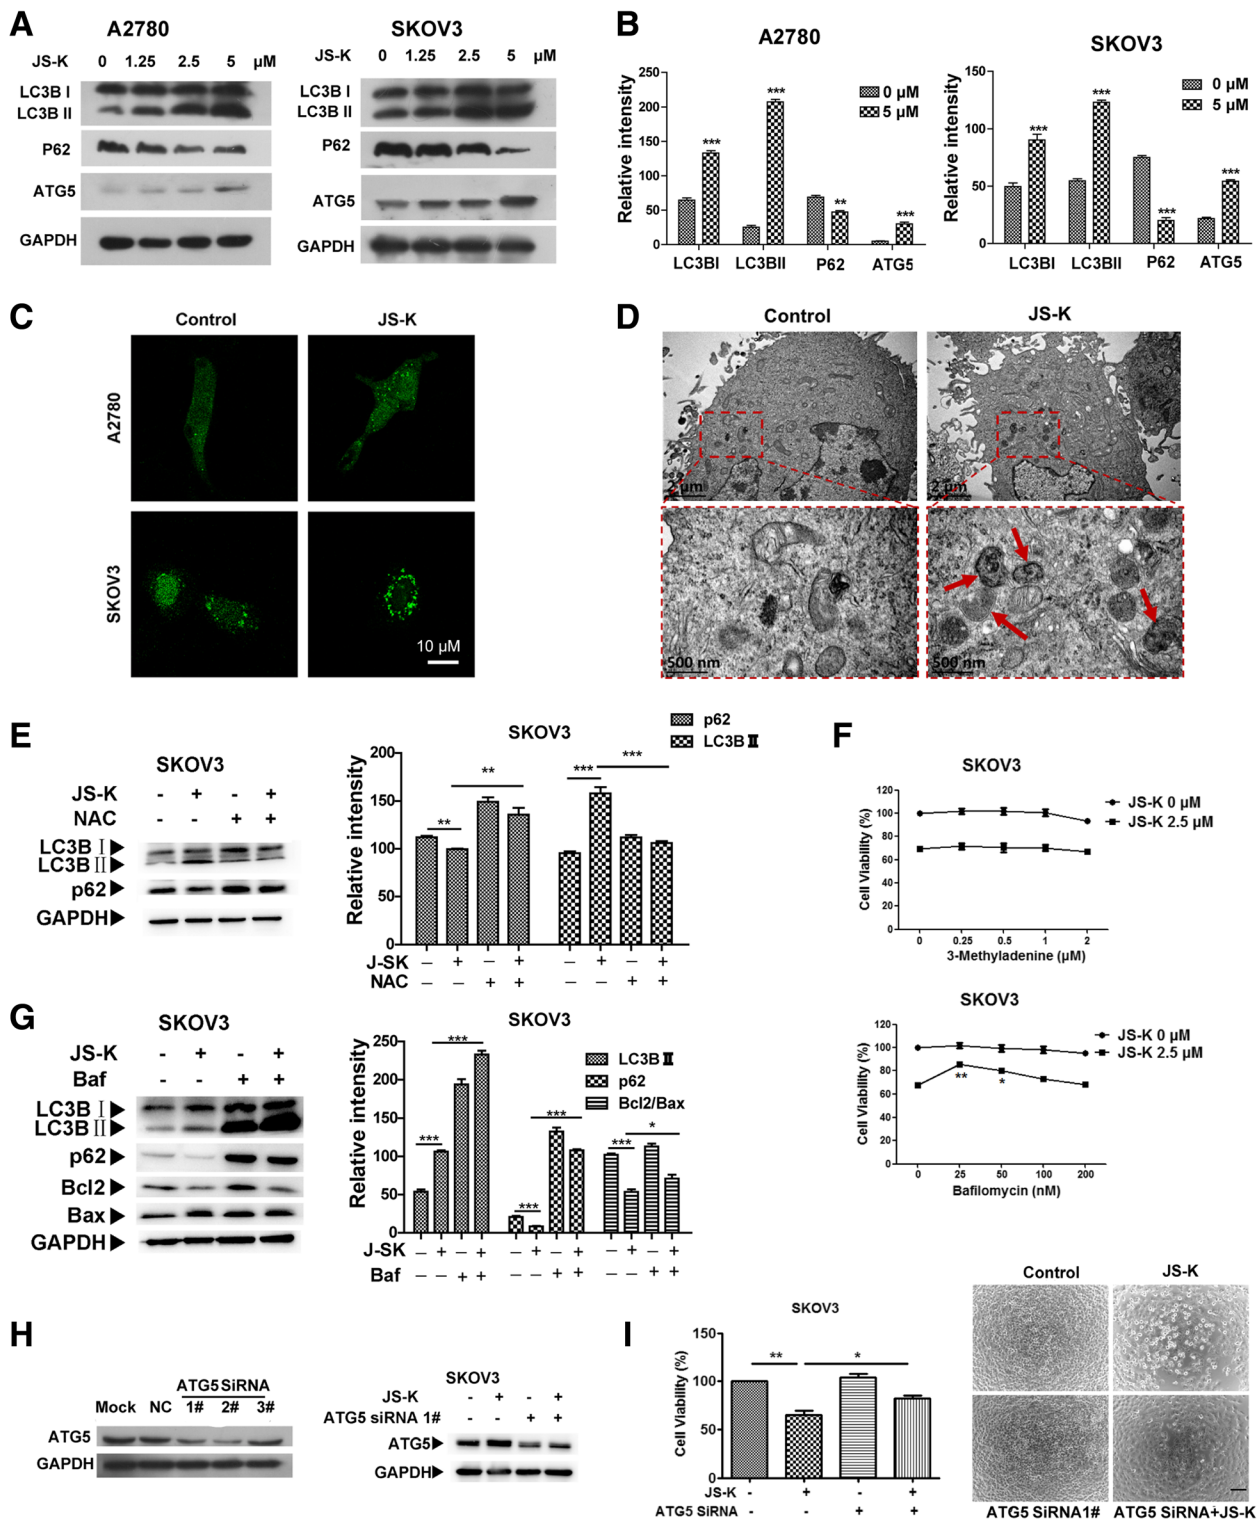 A
A2780
SKOV3
JS-K 0 1.25 2.5 5 μM
JS-K 0 1.25 2.5 5 μM
LC3B I
LC3B II
P62
ATG5
GAPDH
LC3B I
LC3B II
P62
ATG5
GAPDH
B
A2780
Relative intensity
250
200
150
100
50
0
0 μM
5 μM
***
***
**
***
LC3BI LC3BII P62 ATG5
SKOV3
Relative intensity
150
100
50
0
0 μM
5 μM
***
***
***
***
LC3BI LC3BII P62 ATG5
C
Control JS-K
A2780
SKOV3
10 μM
D
Control JS-K
2 μm
2 μm
500 nm
500 nm
E
SKOV3
JS-K - + - +
NAC - - + +
LC3B Ⅰ
LC3B Ⅱ
p62
GAPDH
SKOV3
p62
LC3B Ⅱ
Relative intensity
200
150
100
50
0
**
**
***
***
J-SK – + – + – + – +
NAC – – + + – – + +
F
SKOV3
Cell Viability (%)
120
100
80
60
40
20
0
JS-K 0 μM
JS-K 2.5 μM
0 0.25 0.5 1 2
3-Methyladenine (μM)
SKOV3
Cell Viability (%)
120
100
80
60
40
20
0
JS-K 0 μM
JS-K 2.5 μM
** *
0 25 50 100 200
Bafilomycin (nM)
G
SKOV3
JS-K - + - +
Baf - - + +
LC3B Ⅰ
LC3B Ⅱ
p62
Bcl2
Bax
GAPDH
SKOV3
LC3B Ⅱ
p62
Bcl2/Bax
Relative intensity
250
200
150
100
50
0
***
***
***
***
***
*
J-SK – + – + – + – + – + – +
Baf – – + + – – + + – – + +
H
ATG5SiRNA
Mock NC 1# 2# 3#
ATG5
GAPDH
SKOV3
JS-K - + - +
ATG5 siRNA 1# - - + +
ATG5
GAPDH
I
SKOV3
Cell Viability (%)
150
100
50
0
**
*
JS-K - + - +
ATG5 SiRNA - - + +
Control JS-K
ATG5 SiRNA1# ATG5 SiRNA+JS-K